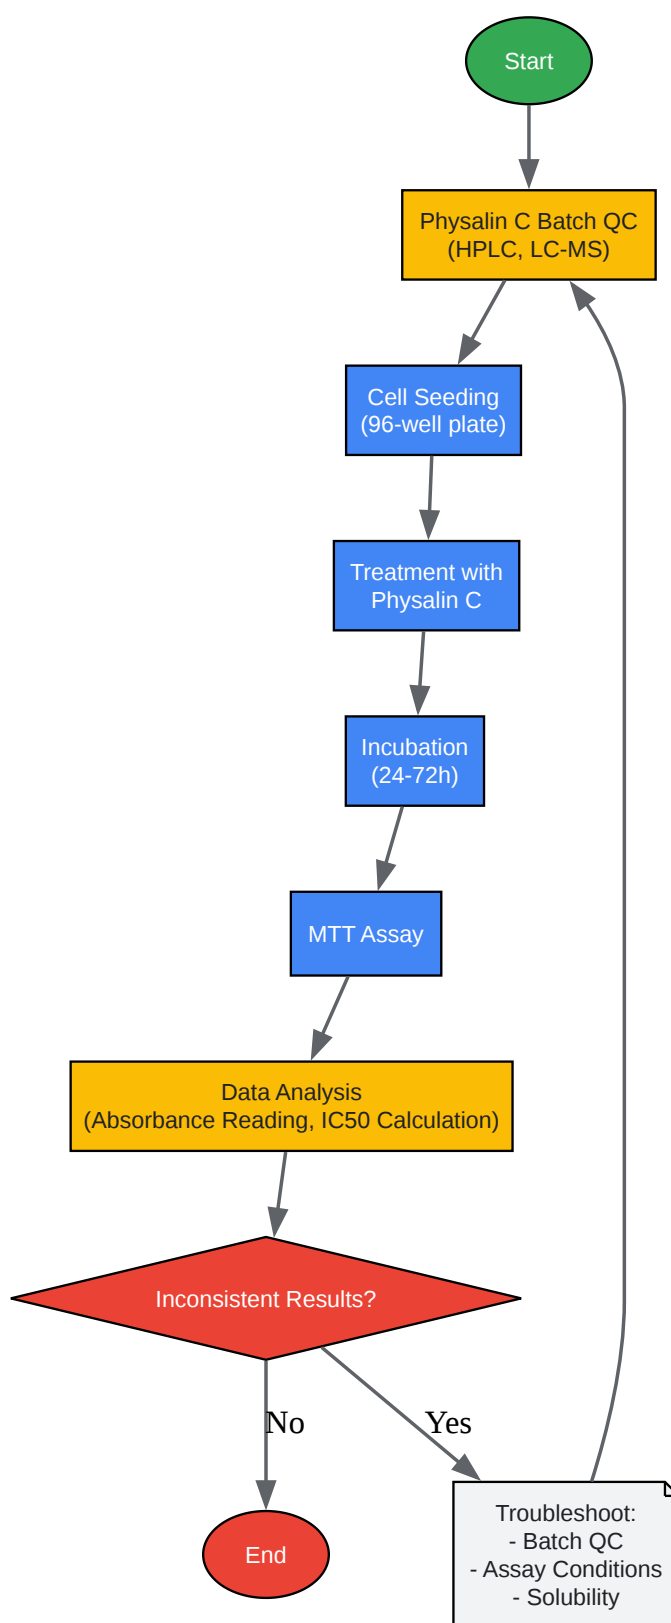 Start
Physalin C Batch QC
(HPLC, LC-MS)
Cell Seeding
(96-well plate)
Treatment with
Physalin C
Incubation
(24-72h)
MTT Assay
Data Analysis
(Absorbance Reading, IC50 Calculation)
Inconsistent Results?
No
Yes
End
Troubleshoot:
- Batch QC
- Assay Conditions
- Solubility